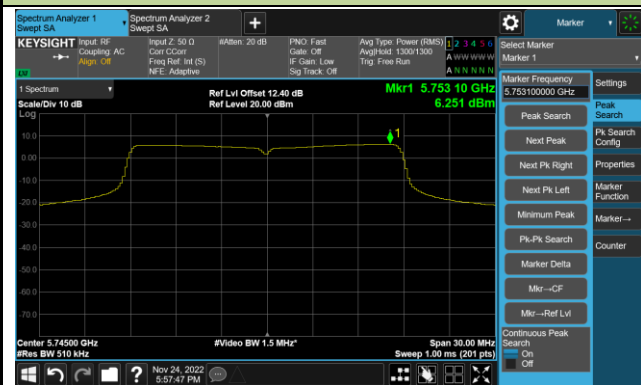 Spectrum Analyzer 1
Swept SA
Spectrum Analyzer 2
Swept SA
+
Marker
KEYSIGHT
Input: RF
Coupling: AC
Align: Off
Input Z: 50 Ω
Corr CCorr
Freq Ref: Int (S)
NFE: Adaptive
#Atten: 20 dB
PNO: Fast
Gate: Off
IF Gain: Low
Sig Track: Off
Avg Type: Power (RMS)
Avg|Hold: 1300/1300
Trig: Free Run
1 2 3 4 5 6
A W W W W W
A N N N N N
Select Marker
Marker 1
LXI
1 Spectrum
Scale/Div 10 dB
Log
Ref Lvl Offset 12.40 dB
Ref Level 20.00 dBm
Mkr1 5.753 10 GHz
6.251 dBm
1
10.0
0.00
-10.0
-20.0
-30.0
-40.0
-50.0
-60.0
-70.0
Center 5.74500 GHz
#Res BW 510 kHz
#Video BW 1.5 MHz*
Span 30.00 MHz
Sweep 1.00 ms (201 pts)
Marker Frequency
5.753100000 GHz
Peak Search
Next Peak
Next Pk Right
Next Pk Left
Minimum Peak
Pk-Pk Search
Marker Delta
Mkr→CF
Mkr→Ref Lvl
Continuous Peak
Search
On
Off
Settings
Peak
Search
Pk Search
Config
Properties
Marker
Function
Marker→
Counter
?
Nov 24, 2022
5:57:47 PM